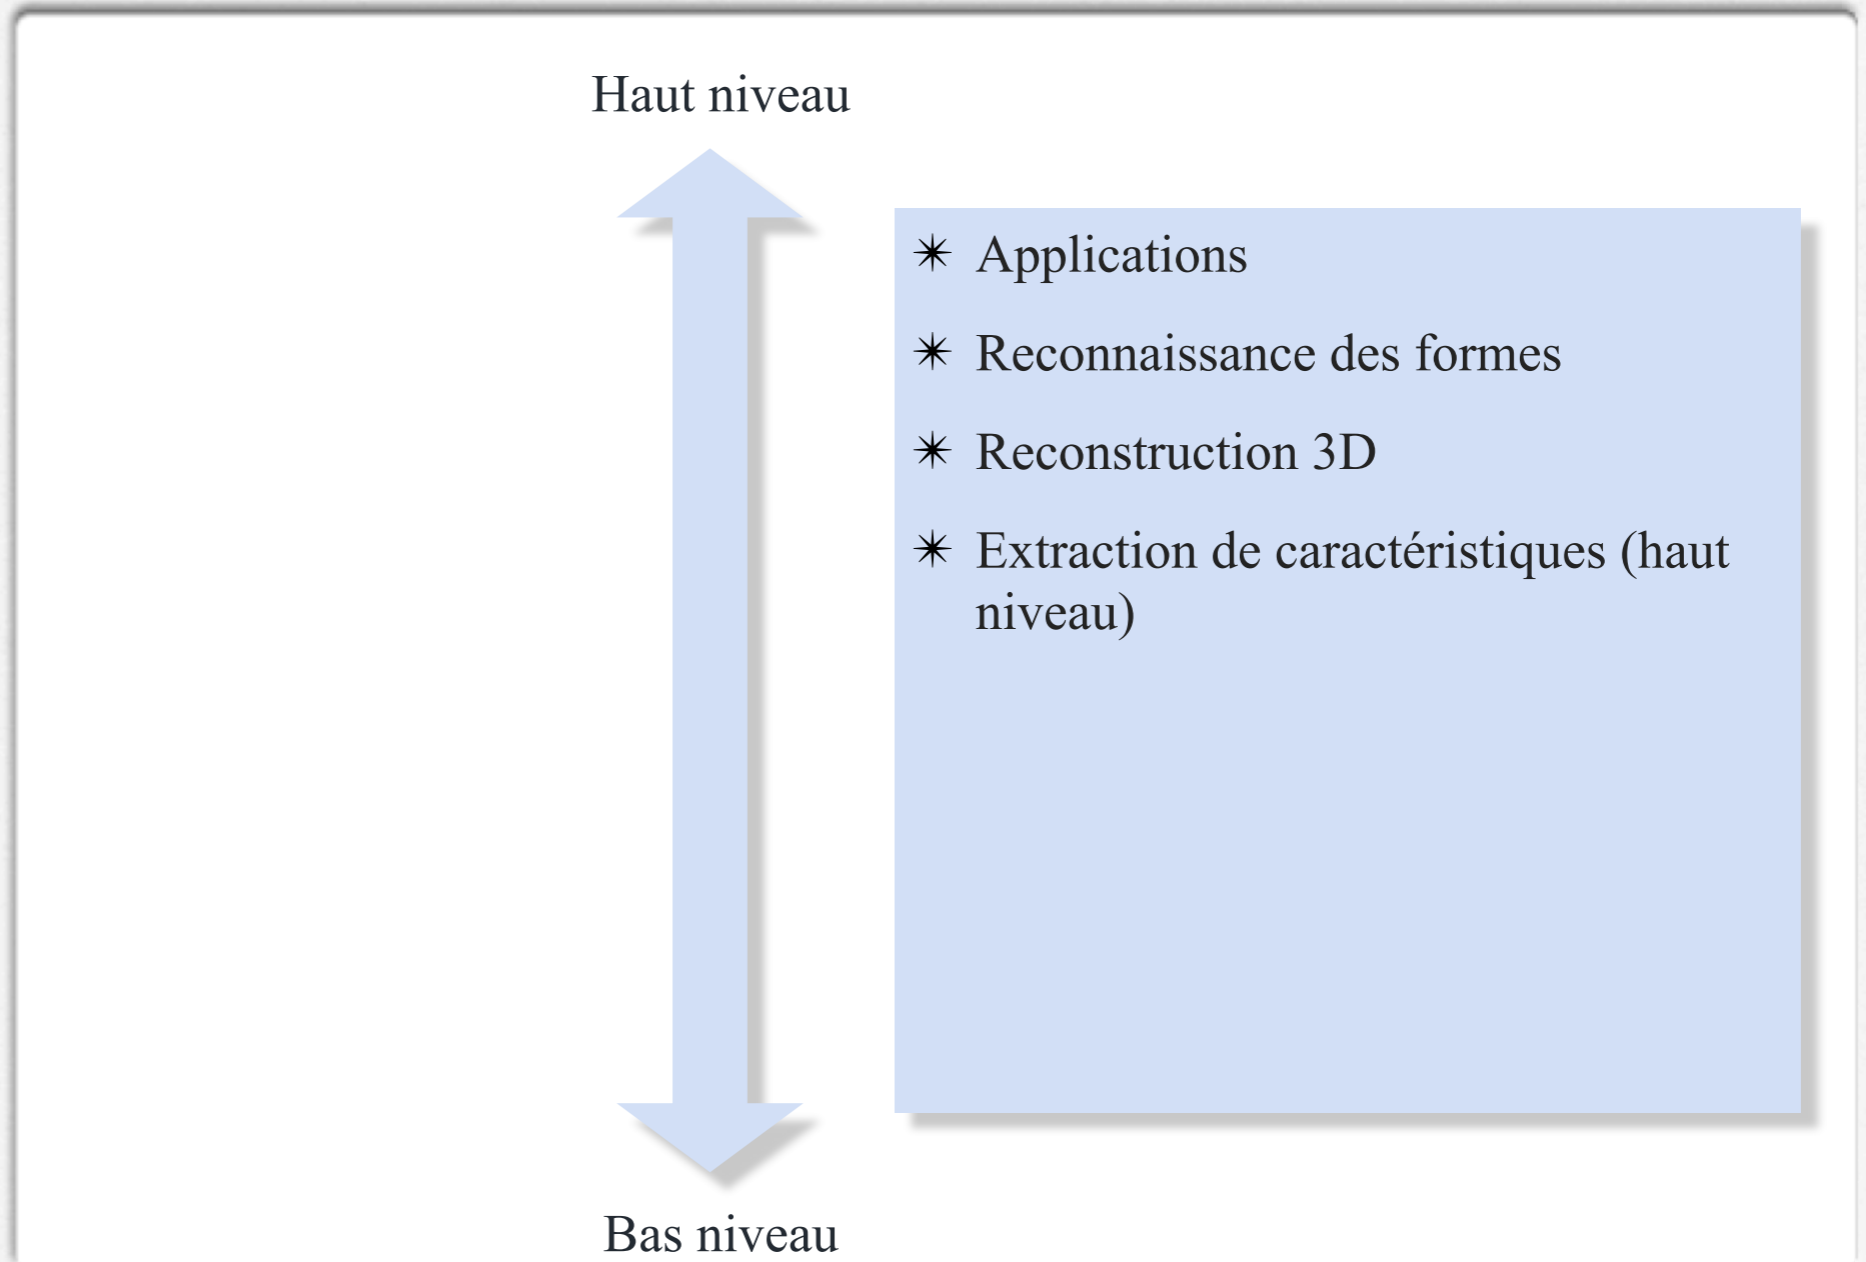 Haut niveau
✴ Applications
✴ Reconnaissance des formes
✴ Reconstruction 3D
✴ Extraction de caractéristiques (haut
niveau)
Bas niveau